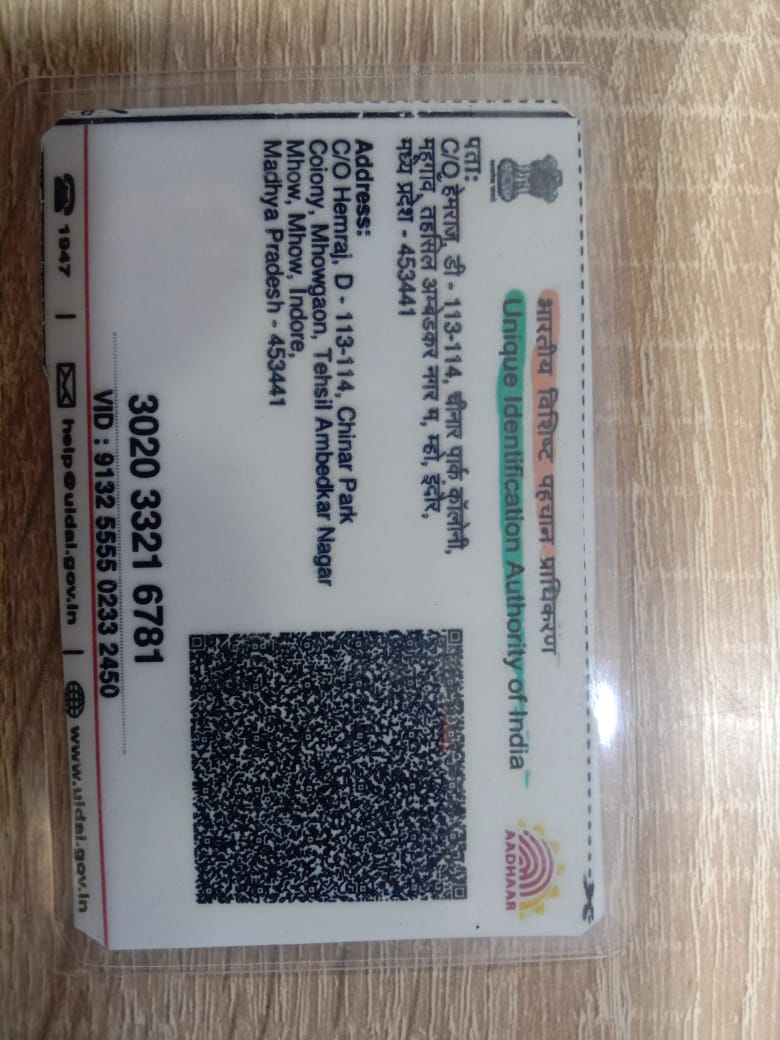 भारतीय विशिष्ट पहचान प्राधिकरण
Unique Identification Authority of India
AADHAAR
पता:
C/O हेमराज, डी - 113-114, चीनार पार्क कॉलोनी,
महूगांव, तहसिल अम्बेडकर नगर म, म्हो, इंदौर,
मध्य प्रदेश - 453441
Address:
C/O Hemraj, D - 113-114, Chinar Park
Colony, Mhowgaon, Tehsil Ambedkar Nagar
Mhow, Mhow, Indore,
Madhya Pradesh - 453441
3020 3321 6781
VID : 9132 5555 0233 2450
1947 | help@uidai.gov.in | www.uidai.gov.in